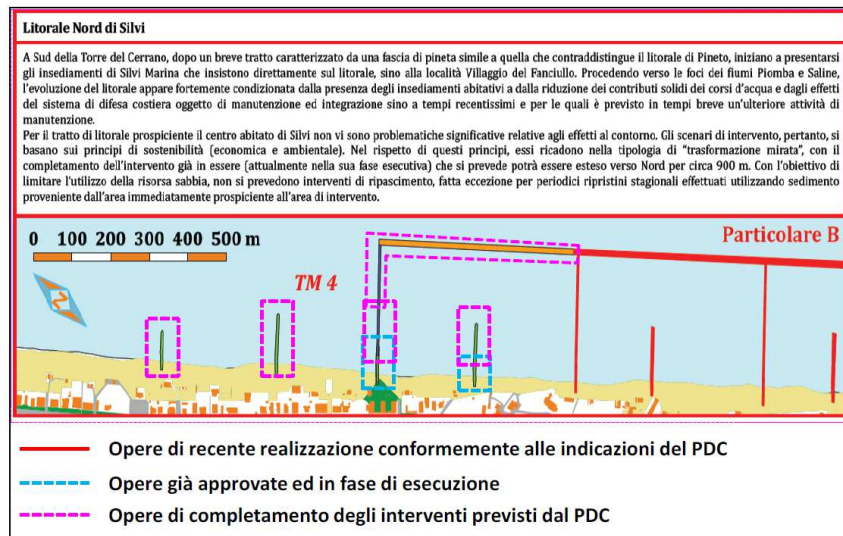 Litorale Nord di Silvi
A Sud della Torre del Cerrano, dopo un breve tratto caratterizzato da una fascia di pineta simile a quella che contraddistingue il litorale di Pineto, iniziano a presentarsi
gli insediamenti di Silvi Marina che insistono direttamente sul litorale, sino alla località Villaggio del Fanciullo. Procedendo verso le foci dei fiumi Piomba e Saline,
l'evoluzione del litorale appare fortemente condizionata dalla presenza degli insediamenti abitativi a dalla riduzione dei contributi solidi dei corsi d'acqua e dagli effetti
del sistema di difesa costiera oggetto di manutenzione ed integrazione sino a tempi recentissimi e per le quali è previsto in tempi breve un'ulteriore attività di
manutenzione.
Per il tratto di litorale prospiciente il centro abitato di Silvi non vi sono problematiche significative relative agli effetti al contorno. Gli scenari di intervento, pertanto, si
basano sui principi di sostenibilità (economica e ambientale). Nel rispetto di questi principi, essi ricadono nella tipologia di "trasformazione mirata", con il
completamento dell'intervento già in essere (attualmente nella sua fase esecutiva) che si prevede potrà essere esteso verso Nord per circa 900 m. Con l'obiettivo di
limitare l'utilizzo della risorsa sabbia, non si prevedono interventi di ripascimento, fatta eccezione per periodici ripristini stagionali effettuati utilizzando sedimento
proveniente dall'area immediatamente prospiciente all'area di intervento.
0 100 200 300 400 500 m
Particolare B
TM 4
N
Opere di recente realizzazione conformemente alle indicazioni del PDC
Opere già approvate ed in fase di esecuzione
Opere di completamento degli interventi previsti dal PDC